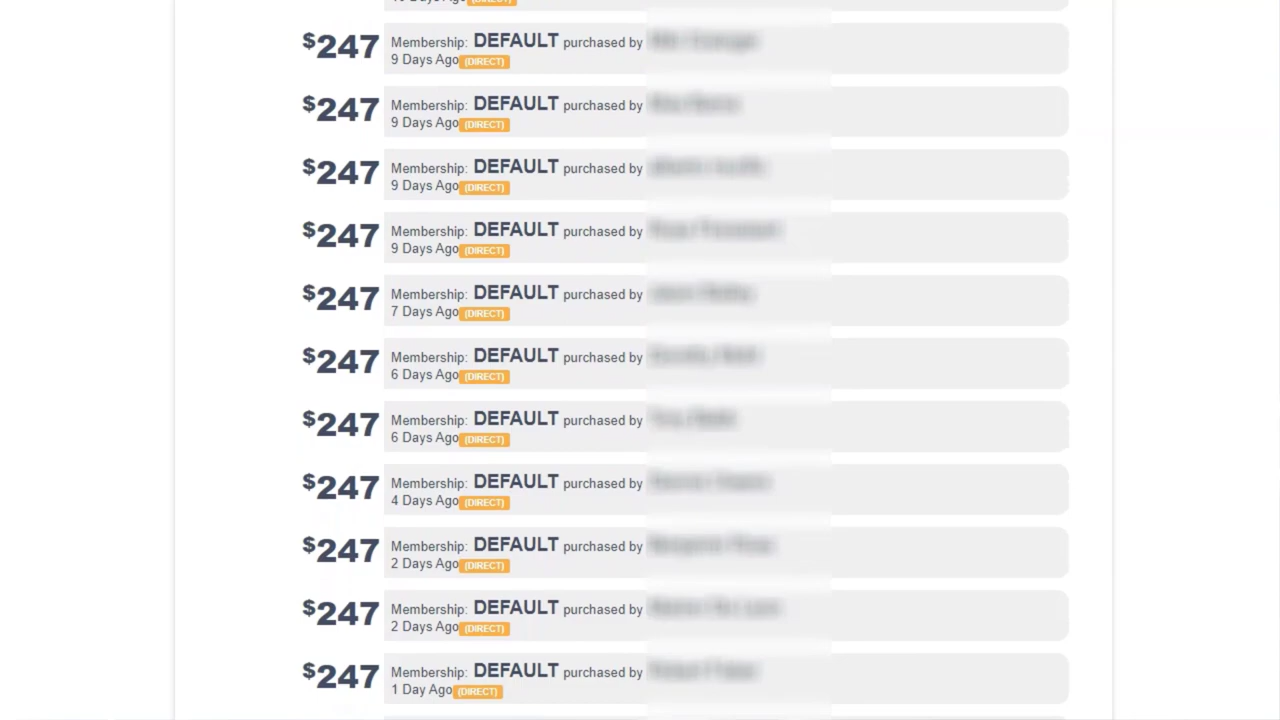 10 Days Ago (DIRECT)
$247 Membership: DEFAULT purchased by
9 Days Ago (DIRECT)
$247 Membership: DEFAULT purchased by
9 Days Ago (DIRECT)
$247 Membership: DEFAULT purchased by
9 Days Ago (DIRECT)
$247 Membership: DEFAULT purchased by
9 Days Ago (DIRECT)
$247 Membership: DEFAULT purchased by
7 Days Ago (DIRECT)
$247 Membership: DEFAULT purchased by
6 Days Ago (DIRECT)
$247 Membership: DEFAULT purchased by
6 Days Ago (DIRECT)
$247 Membership: DEFAULT purchased by
4 Days Ago (DIRECT)
$247 Membership: DEFAULT purchased by
2 Days Ago (DIRECT)
$247 Membership: DEFAULT purchased by
2 Days Ago (DIRECT)
$247 Membership: DEFAULT purchased by
1 Day Ago (DIRECT)